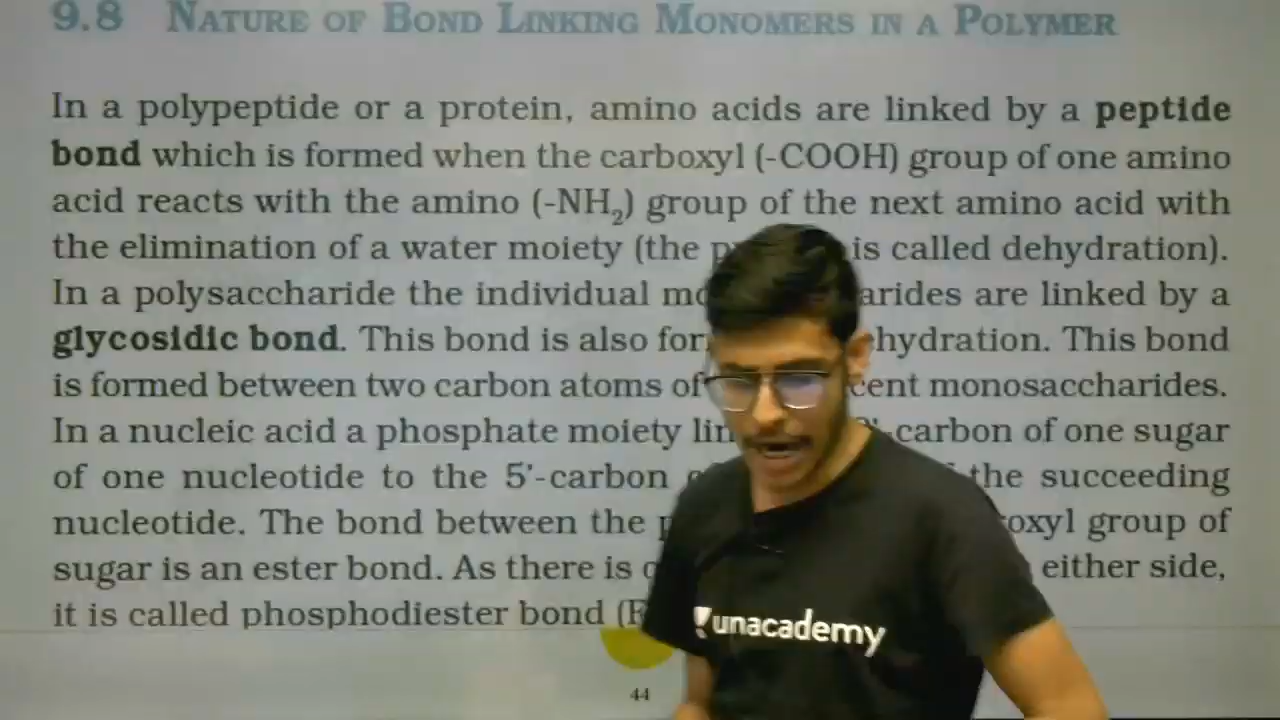 9.8 NATURE OF BOND LINKING MONOMERS IN A POLYMER
In a polypeptide or a protein, amino acids are linked by a peptide
bond which is formed when the carboxyl (-COOH) group of one amino
acid reacts with the amino (-NH₂) group of the next amino acid with
the elimination of a water moiety (the is called dehydration).
In a polysaccharide the individual are linked by a
glycosidic bond. This bond is also This bond
is formed between two carbon atoms of monosaccharides.
In a nucleic acid a phosphate moiety -carbon of one sugar
of one nucleotide to the 5'-carbon the succeeding
nucleotide. The bond between the group of
sugar is an ester bond. As there is either side,
it is called phosphodiester bond
unacademy
44